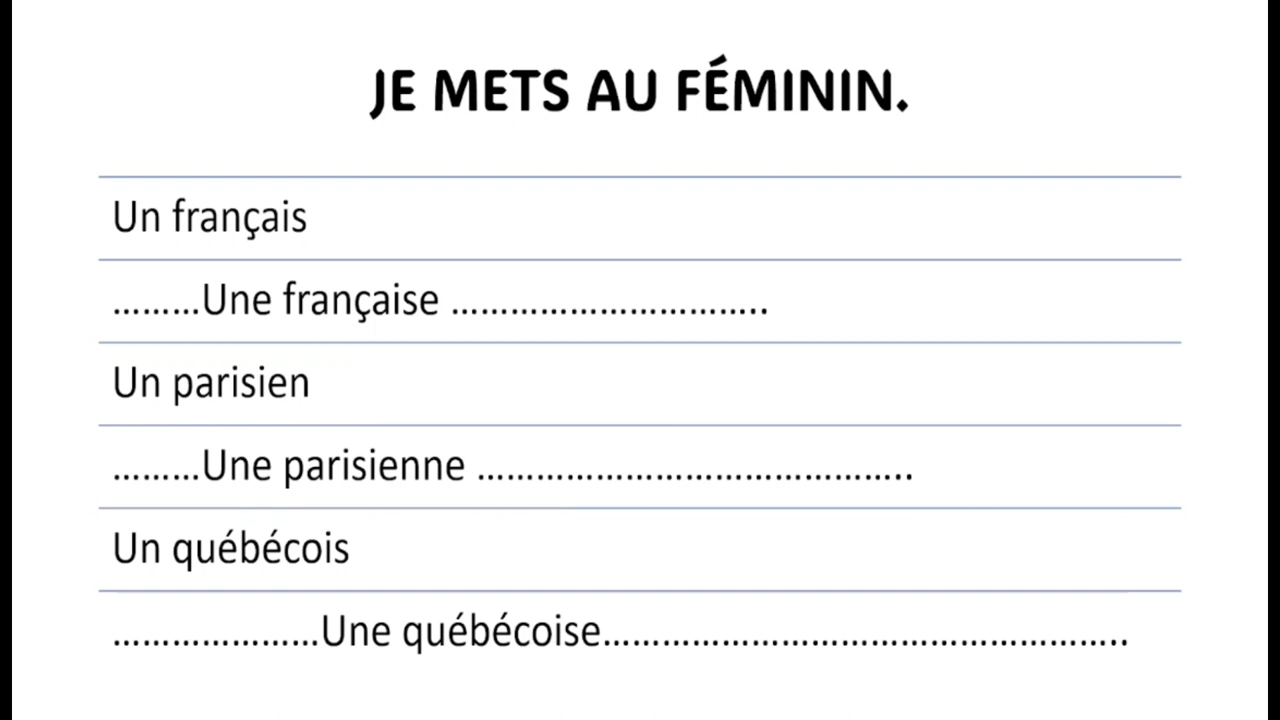 JE METS AU FÉMININ.
Un français
………Une française …………………………..
Un parisien
………Une parisienne ……………………………………..
Un québécois
…………………Une québécoise……………………………………………..